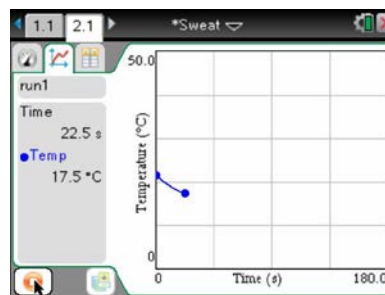 1.1 2.1 *Sweat
50.0
run1
Time
22.5 s
Temp
17.5 °C
Temperature (°C)
0
0 Time (s) 180.0